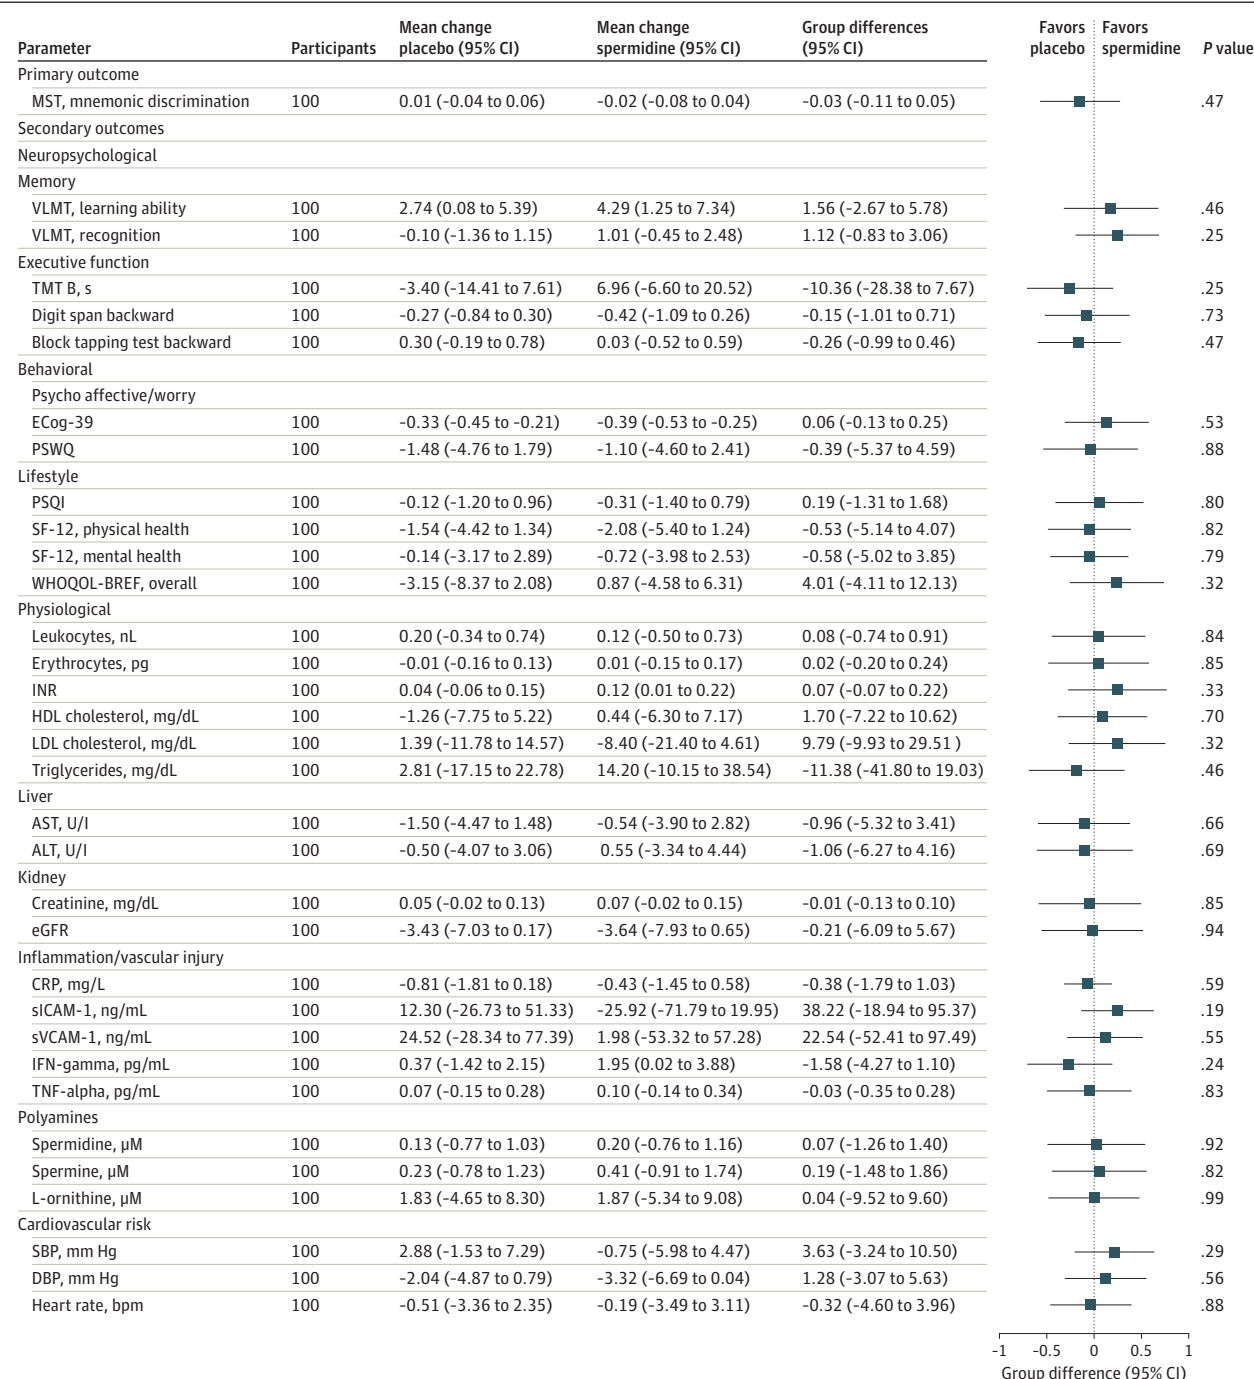 Parameter Participants Mean change placebo (95% CI) Mean change spermidine (95% CI) Group differences (95% CI) Favors placebo Favors spermidine P value
Primary outcome
MST, mnemonic discrimination 100 0.01 (-0.04 to 0.06) -0.02 (-0.08 to 0.04) -0.03 (-0.11 to 0.05) .47
Secondary outcomes
Neuropsychological
Memory
VLMT, learning ability 100 2.74 (0.08 to 5.39) 4.29 (1.25 to 7.34) 1.56 (-2.67 to 5.78) .46
VLMT, recognition 100 -0.10 (-1.36 to 1.15) 1.01 (-0.45 to 2.48) 1.12 (-0.83 to 3.06) .25
Executive function
TMT B, s 100 -3.40 (-14.41 to 7.61) 6.96 (-6.60 to 20.52) -10.36 (-28.38 to 7.67) .25
Digit span backward 100 -0.27 (-0.84 to 0.30) -0.42 (-1.09 to 0.26) -0.15 (-1.01 to 0.71) .73
Block tapping test backward 100 0.30 (-0.19 to 0.78) 0.03 (-0.52 to 0.59) -0.26 (-0.99 to 0.46) .47
Behavioral
Psycho affective/worry
ECog-39 100 -0.33 (-0.45 to -0.21) -0.39 (-0.53 to -0.25) 0.06 (-0.13 to 0.25) .53
PSWQ 100 -1.48 (-4.76 to 1.79) -1.10 (-4.60 to 2.41) -0.39 (-5.37 to 4.59) .88
Lifestyle
PSQI 100 -0.12 (-1.20 to 0.96) -0.31 (-1.40 to 0.79) 0.19 (-1.31 to 1.68) .80
SF-12, physical health 100 -1.54 (-4.42 to 1.34) -2.08 (-5.40 to 1.24) -0.53 (-5.14 to 4.07) .82
SF-12, mental health 100 -0.14 (-3.17 to 2.89) -0.72 (-3.98 to 2.53) -0.58 (-5.02 to 3.85) .79
WHOQOL-BREF, overall 100 -3.15 (-8.37 to 2.08) 0.87 (-4.58 to 6.31) 4.01 (-4.11 to 12.13) .32
Physiological
Leukocytes, nL 100 0.20 (-0.34 to 0.74) 0.12 (-0.50 to 0.73) 0.08 (-0.74 to 0.91) .84
Erythrocytes, pg 100 -0.01 (-0.16 to 0.13) 0.01 (-0.15 to 0.17) 0.02 (-0.20 to 0.24) .85
INR 100 0.04 (-0.06 to 0.15) 0.12 (0.01 to 0.22) 0.07 (-0.07 to 0.22) .33
HDL cholesterol, mg/dL 100 -1.26 (-7.75 to 5.22) 0.44 (-6.30 to 7.17) 1.70 (-7.22 to 10.62) .70
LDL cholesterol, mg/dL 100 1.39 (-11.78 to 14.57) -8.40 (-21.40 to 4.61) 9.79 (-9.93 to 29.51 ) .32
Triglycerides, mg/dL 100 2.81 (-17.15 to 22.78) 14.20 (-10.15 to 38.54) -11.38 (-41.80 to 19.03) .46
Liver
AST, U/I 100 -1.50 (-4.47 to 1.48) -0.54 (-3.90 to 2.82) -0.96 (-5.32 to 3.41) .66
ALT, U/I 100 -0.50 (-4.07 to 3.06) 0.55 (-3.34 to 4.44) -1.06 (-6.27 to 4.16) .69
Kidney
Creatinine, mg/dL 100 0.05 (-0.02 to 0.13) 0.07 (-0.02 to 0.15) -0.01 (-0.13 to 0.10) .85
eGFR 100 -3.43 (-7.03 to 0.17) -3.64 (-7.93 to 0.65) -0.21 (-6.09 to 5.67) .94
Inflammation/vascular injury
CRP, mg/L 100 -0.81 (-1.81 to 0.18) -0.43 (-1.45 to 0.58) -0.38 (-1.79 to 1.03) .59
sICAM-1, ng/mL 100 12.30 (-26.73 to 51.33) -25.92 (-71.79 to 19.95) 38.22 (-18.94 to 95.37) .19
sVCAM-1, ng/mL 100 24.52 (-28.34 to 77.39) 1.98 (-53.32 to 57.28) 22.54 (-52.41 to 97.49) .55
IFN-gamma, pg/mL 100 0.37 (-1.42 to 2.15) 1.95 (0.02 to 3.88) -1.58 (-4.27 to 1.10) .24
TNF-alpha, pg/mL 100 0.07 (-0.15 to 0.28) 0.10 (-0.14 to 0.34) -0.03 (-0.35 to 0.28) .83
Polyamines
Spermidine, μM 100 0.13 (-0.77 to 1.03) 0.20 (-0.76 to 1.16) 0.07 (-1.26 to 1.40) .92
Spermine, μM 100 0.23 (-0.78 to 1.23) 0.41 (-0.91 to 1.74) 0.19 (-1.48 to 1.86) .82
L-ornithine, μM 100 1.83 (-4.65 to 8.30) 1.87 (-5.34 to 9.08) 0.04 (-9.52 to 9.60) .99
Cardiovascular risk
SBP, mm Hg 100 2.88 (-1.53 to 7.29) -0.75 (-5.98 to 4.47) 3.63 (-3.24 to 10.50) .29
DBP, mm Hg 100 -2.04 (-4.87 to 0.79) -3.32 (-6.69 to 0.04) 1.28 (-3.07 to 5.63) .56
Heart rate, bpm 100 -0.51 (-3.36 to 2.35) -0.19 (-3.49 to 3.11) -0.32 (-4.60 to 3.96) .88
-1 -0.5 0 0.5 1
Group difference (95% CI)